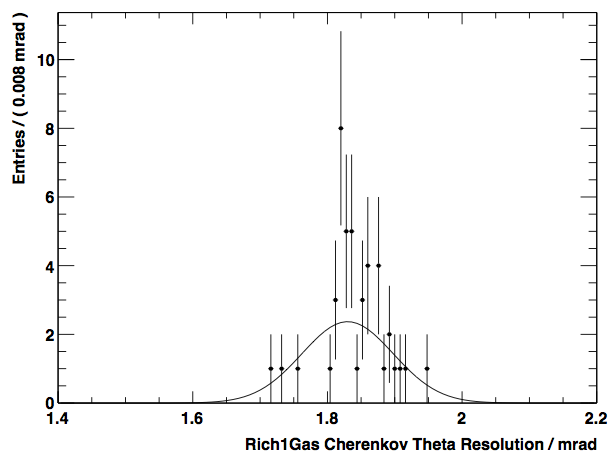 Entries / ( 0.008 mrad )
10
8
6
4
2
0
1.4 1.6 1.8 2 2.2
Rich1Gas Cherenkov Theta Resolution / mrad